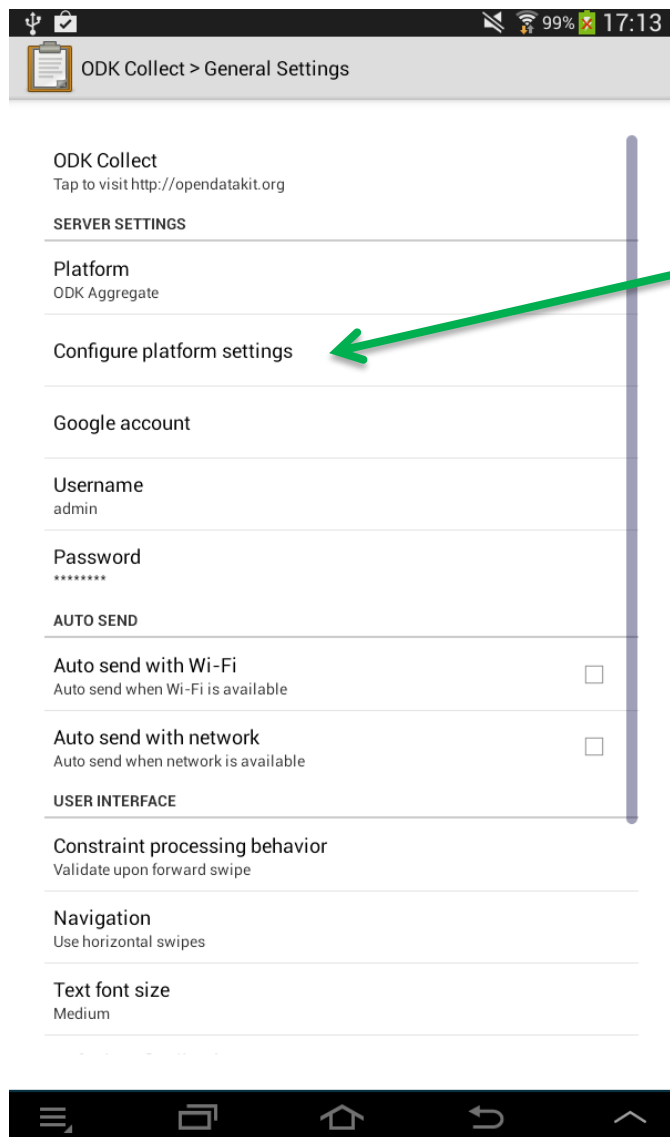 99% 17:13
ODK Collect > General Settings
ODK Collect
Tap to visit http://opendatakit.org
SERVER SETTINGS
Platform
ODK Aggregate
Configure platform settings
Google account
Username
admin
Password
********
AUTO SEND
Auto send with Wi-Fi
Auto send when Wi-Fi is available
Auto send with network
Auto send when network is available
USER INTERFACE
Constraint processing behavior
Validate upon forward swipe
Navigation
Use horizontal swipes
Text font size
Medium